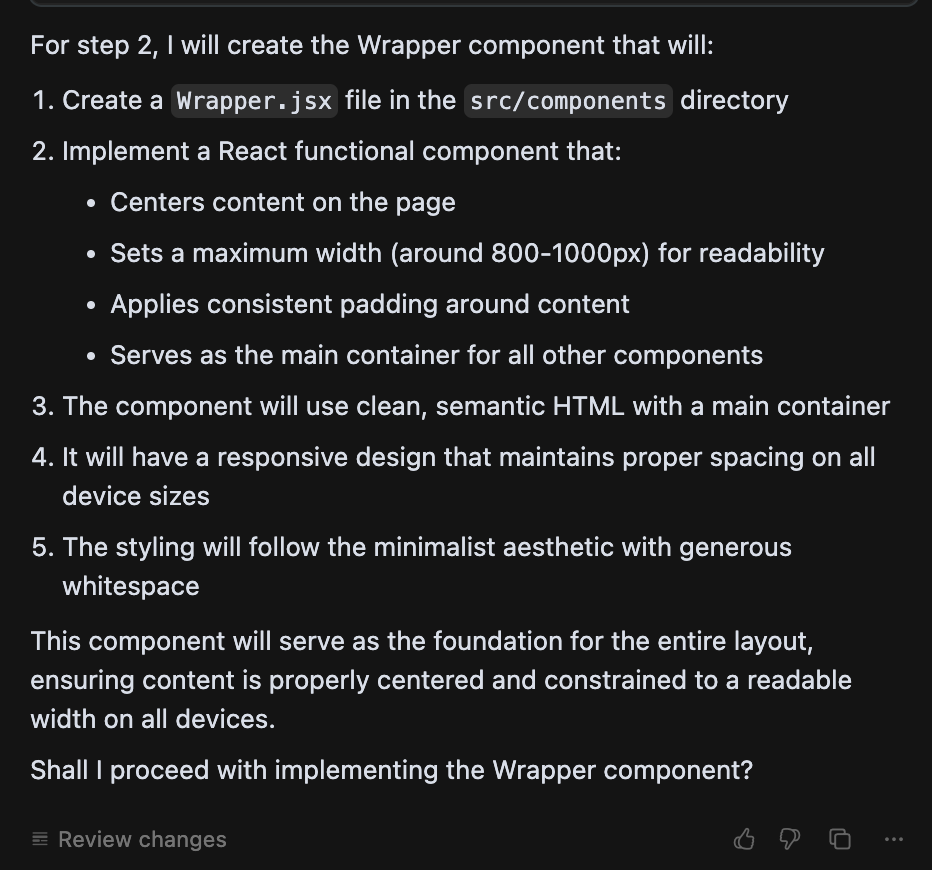 For step 2, I will create the Wrapper component that will:
1. Create a Wrapper.jsx file in the src/components directory
2. Implement a React functional component that:
• Centers content on the page
• Sets a maximum width (around 800-1000px) for readability
• Applies consistent padding around content
• Serves as the main container for all other components
3. The component will use clean, semantic HTML with a main container
4. It will have a responsive design that maintains proper spacing on all
device sizes
5. The styling will follow the minimalist aesthetic with generous
whitespace
This component will serve as the foundation for the entire layout,
ensuring content is properly centered and constrained to a readable
width on all devices.
Shall I proceed with implementing the Wrapper component?
Review changes